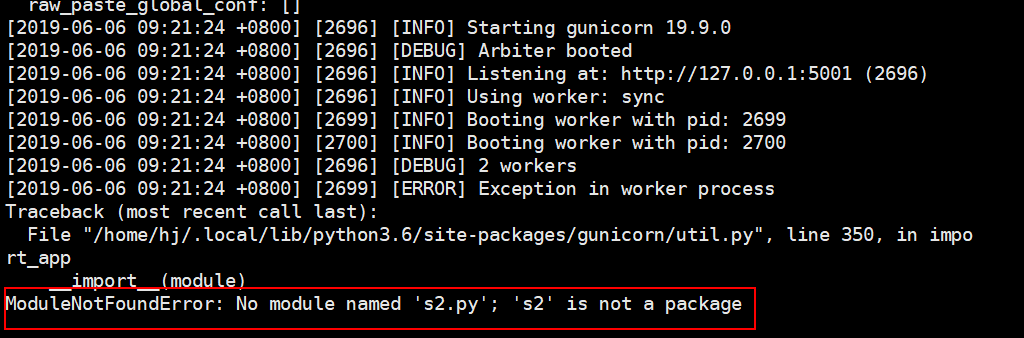 raw_paste_global_conf: []
[2019-06-06 09:21:24 +0800] [2696] [INFO] Starting gunicorn 19.9.0
[2019-06-06 09:21:24 +0800] [2696] [DEBUG] Arbiter booted
[2019-06-06 09:21:24 +0800] [2696] [INFO] Listening at: http://127.0.0.1:5001 (2696)
[2019-06-06 09:21:24 +0800] [2696] [INFO] Using worker: sync
[2019-06-06 09:21:24 +0800] [2699] [INFO] Booting worker with pid: 2699
[2019-06-06 09:21:24 +0800] [2700] [INFO] Booting worker with pid: 2700
[2019-06-06 09:21:24 +0800] [2696] [DEBUG] 2 workers
[2019-06-06 09:21:24 +0800] [2699] [ERROR] Exception in worker process
Traceback (most recent call last):
  File "/home/hj/.local/lib/python3.6/site-packages/gunicorn/util.py", line 350, in impo
rt_app
    __import__(module)
ModuleNotFoundError: No module named 's2.py'; 's2' is not a package